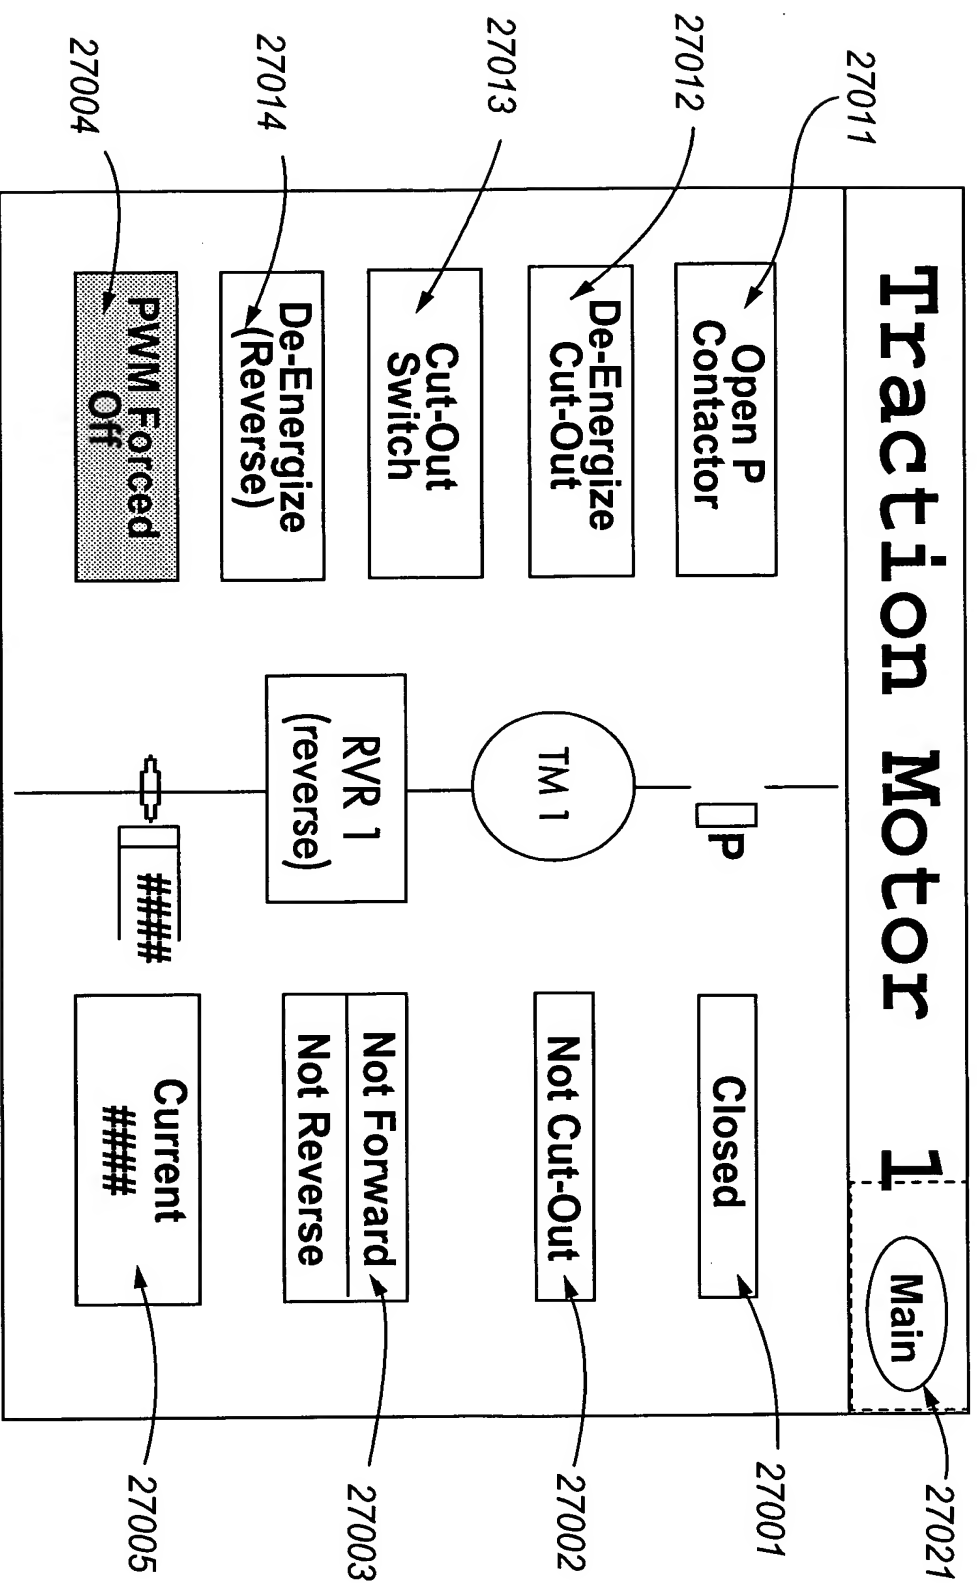 Traction Motor 1
Main
27021
27011
Open P
Contactor
P
Closed
27001
27012
De-Energize
Cut-Out
TM 1
Not Cut-Out
27002
27013
Cut-Out
Switch
RVR 1
(reverse)
Not Forward
Not Reverse
27003
27014
De-Energize
(Reverse)
27004
PWM Forced
Off
####
Current
####
27005